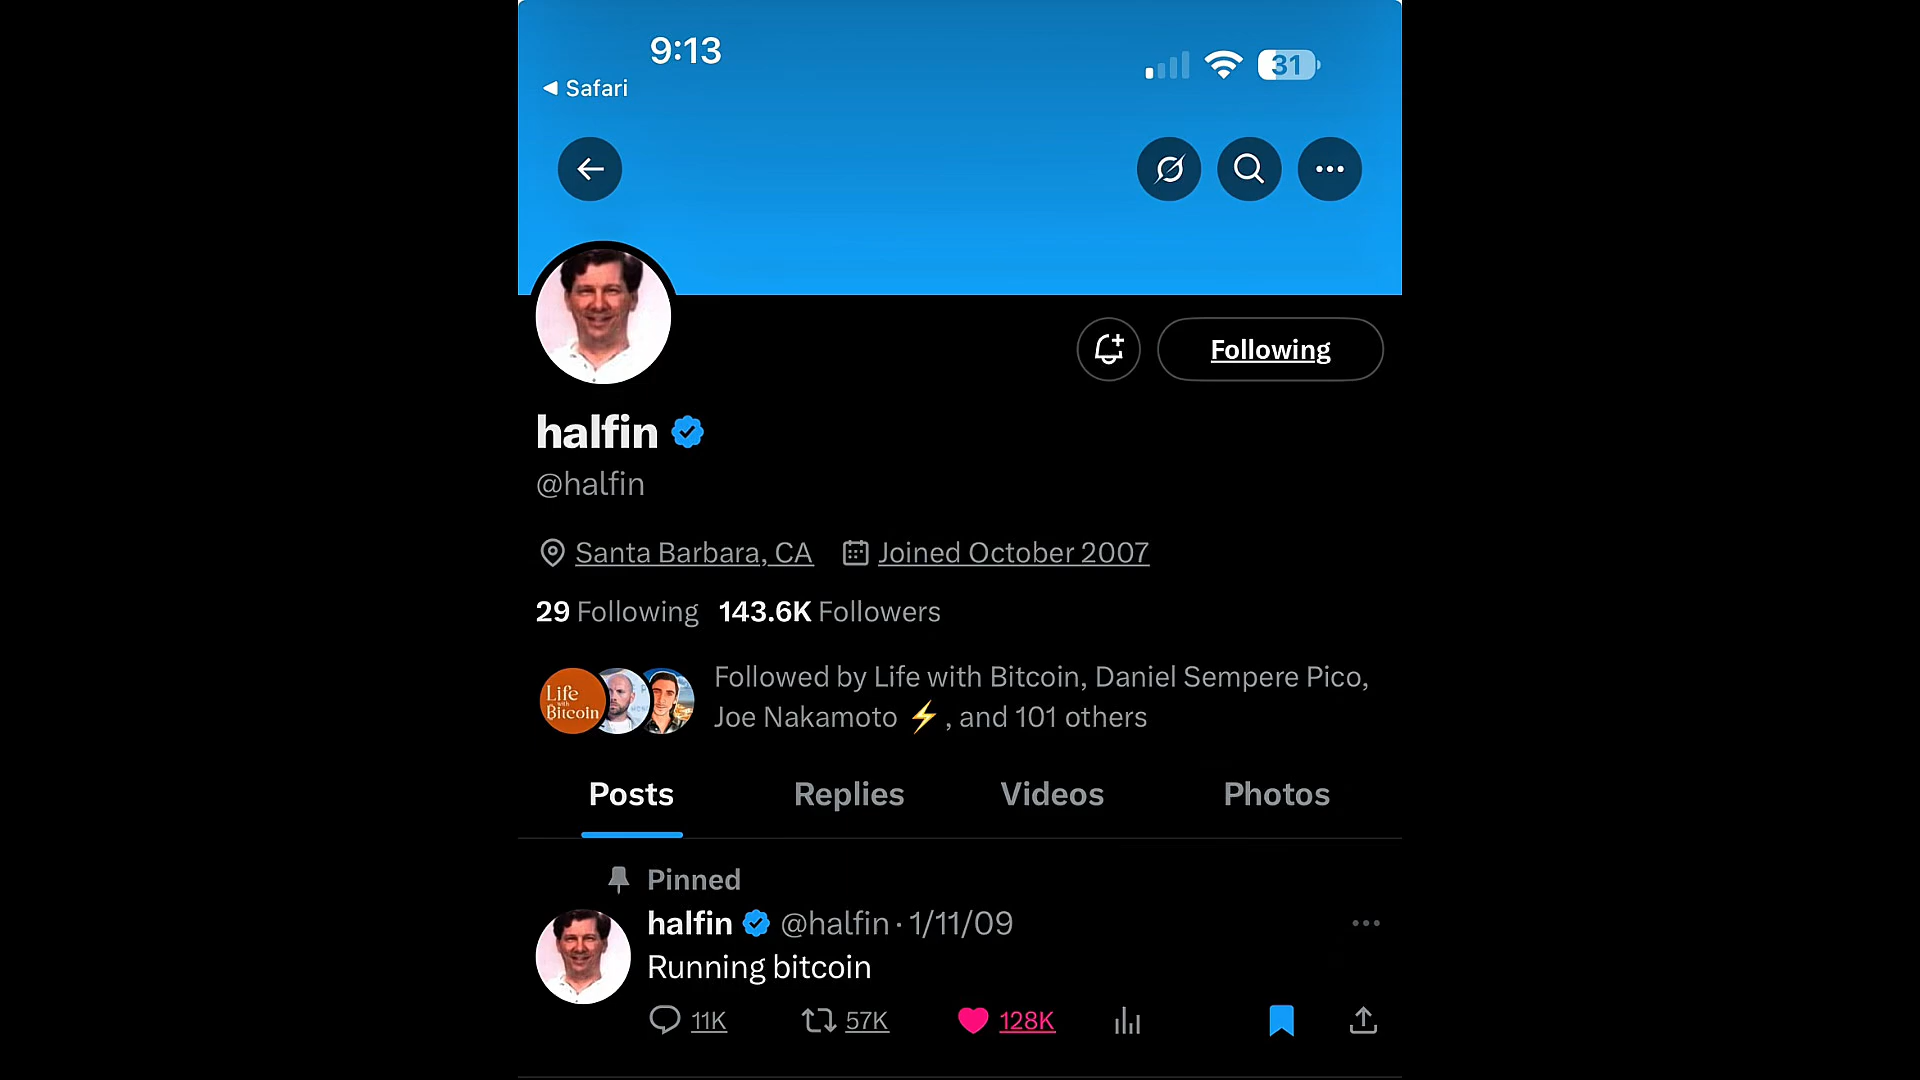 9:13
31
◀ Safari
Following
halfin
@halfin
Santa Barbara, CA Joined October 2007
29 Following 143.6K Followers
Life
with
Bitcoin
Followed by Life with Bitcoin, Daniel Sempere Pico,
Joe Nakamoto ⚡ , and 101 others
Posts Replies Videos Photos
Pinned
halfin @halfin · 1/11/09
Running bitcoin
11K 57K 128K